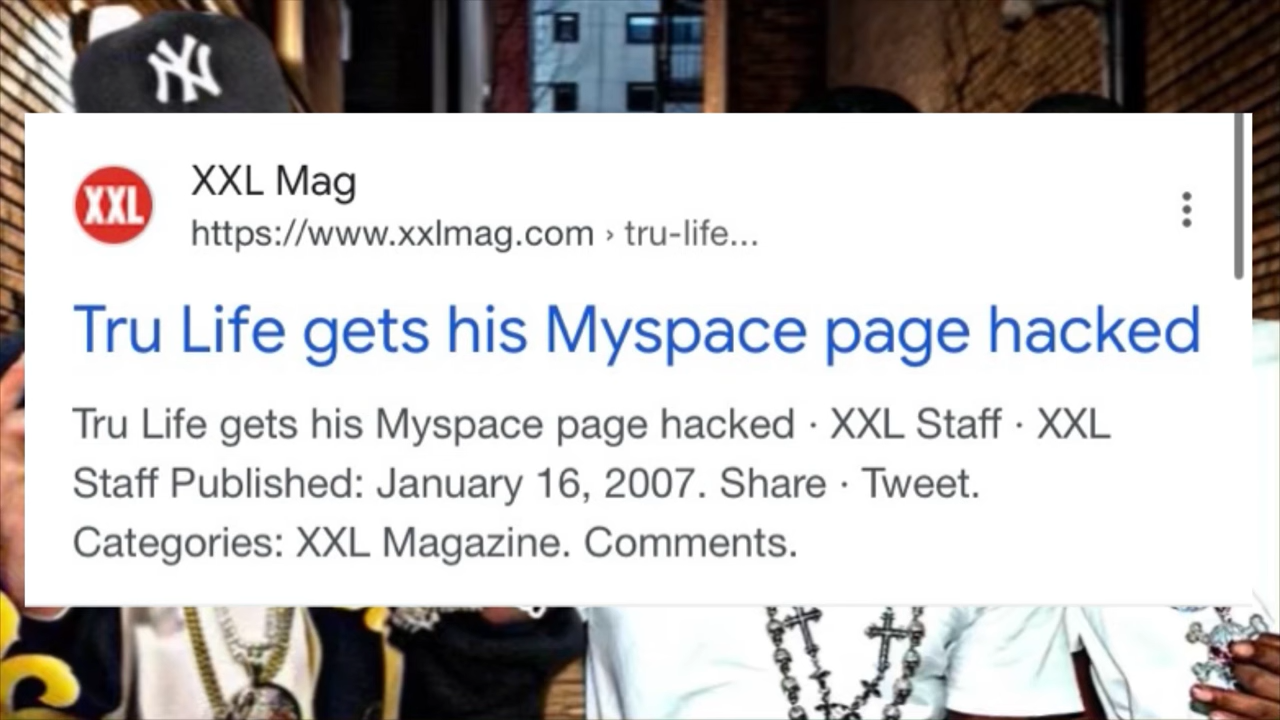 NY
XXL
XXL Mag
https://www.xxlmag.com › tru-life...
Tru Life gets his Myspace page hacked
Tru Life gets his Myspace page hacked · XXL Staff · XXL
Staff Published: January 16, 2007. Share · Tweet.
Categories: XXL Magazine. Comments.